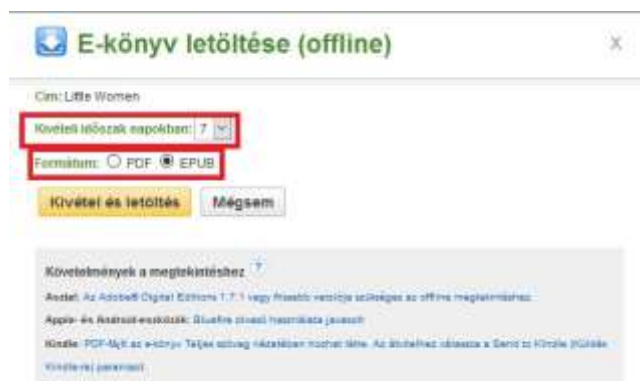 E-könyv letöltése (offline)
X
Cím: Little Women
Kivételi időszak napokban: 7
Formátum: PDF EPUB
Kivétel és letöltés Mégsem
Követelmények a megtekintéshez ?
Asztal: Az Adobe® Digital Editions 1.7.1 vagy frissebb verziója szükséges az offline megtekintéshez.
Apple- és Android-eszközök: Bluefire olvasó használata javasolt
Kindle: PDF-fájlt az e-könyv Teljes szöveg nézetében hozhat létre. Az átvitelhez válassza a Send to Kindle (Küldés
Kindle-re) parancsot.